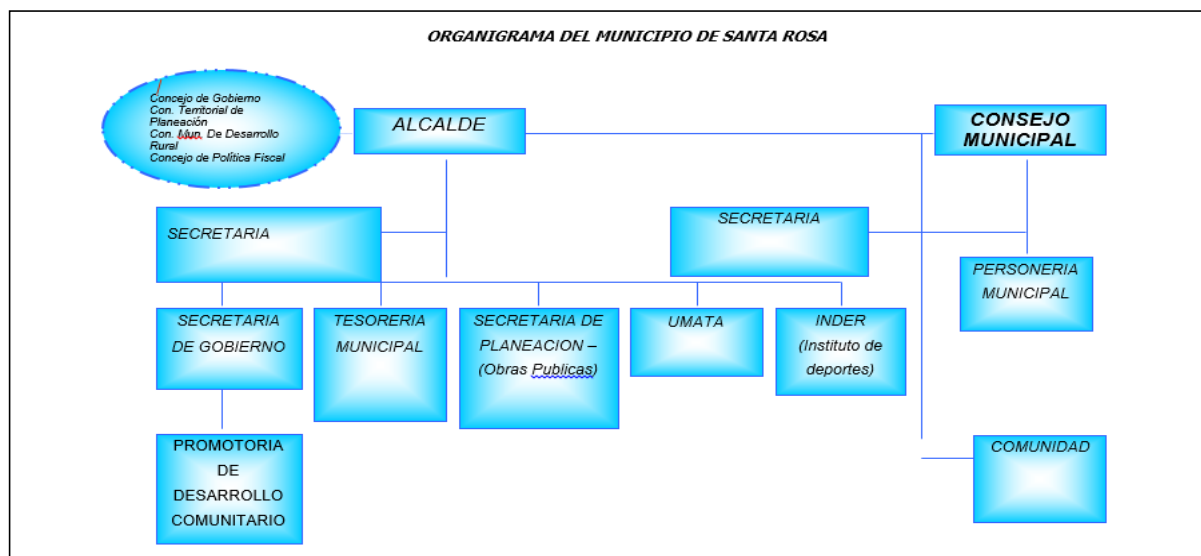 ORGANIGRAMA DEL MUNICIPIO DE SANTA ROSA
Concejo de Gobierno
Con. Territorial de
Planeación
Con. Mun. De Desarrollo
Rural
Concejo de Política Fiscal
ALCALDE
CONSEJO
MUNICIPAL
SECRETARIA
SECRETARIA
PERSONERIA
MUNICIPAL
SECRETARIA
DE GOBIERNO
TESORERIA
MUNICIPAL
SECRETARIA DE
PLANEACION –
(Obras Publicas)
UMATA
INDER
(Instituto de
deportes)
PROMOTORIA
DE
DESARROLLO
COMUNITARIO
COMUNIDAD